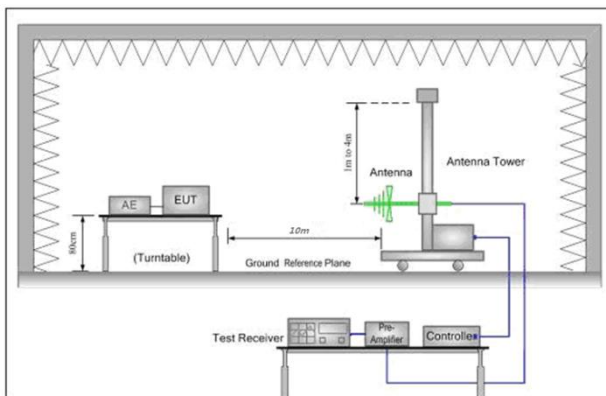 1m to 4m
Antenna
Antenna Tower
AE
EUT
80cm
(Turntable)
10m
Ground Reference Plane
Test Receiver
Pre-
Amplifier
Controller